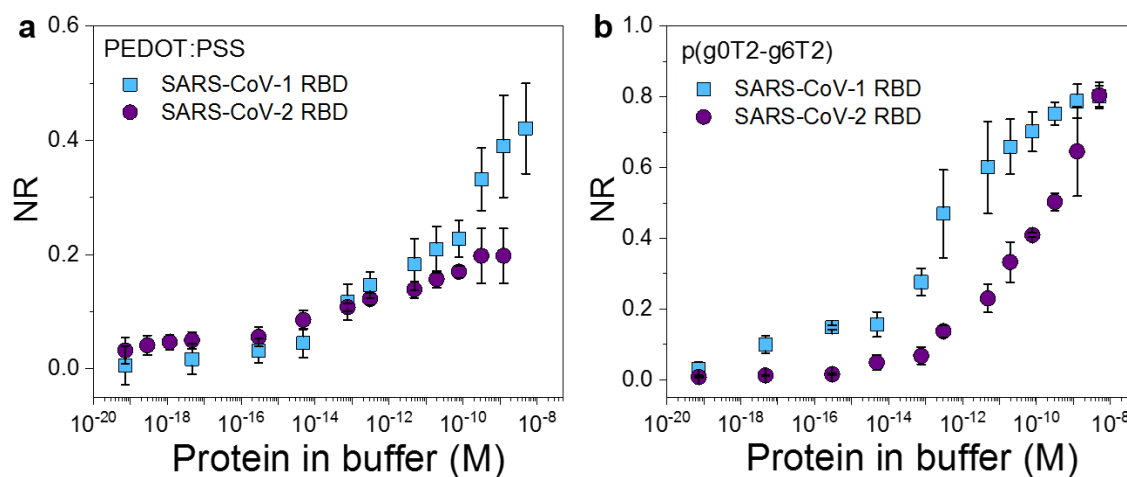 a
PEDOT:PSS
SARS-CoV-1 RBD
SARS-CoV-2 RBD
NR
0.6
0.4
0.2
0.0
10⁻²⁰ 10⁻¹⁸ 10⁻¹⁶ 10⁻¹⁴ 10⁻¹² 10⁻¹⁰ 10⁻⁸
Protein in buffer (M)
b
p(g0T2-g6T2)
SARS-CoV-1 RBD
SARS-CoV-2 RBD
NR
1.0
0.8
0.6
0.4
0.2
0.0
10⁻²⁰ 10⁻¹⁸ 10⁻¹⁶ 10⁻¹⁴ 10⁻¹² 10⁻¹⁰ 10⁻⁸
Protein in buffer (M)